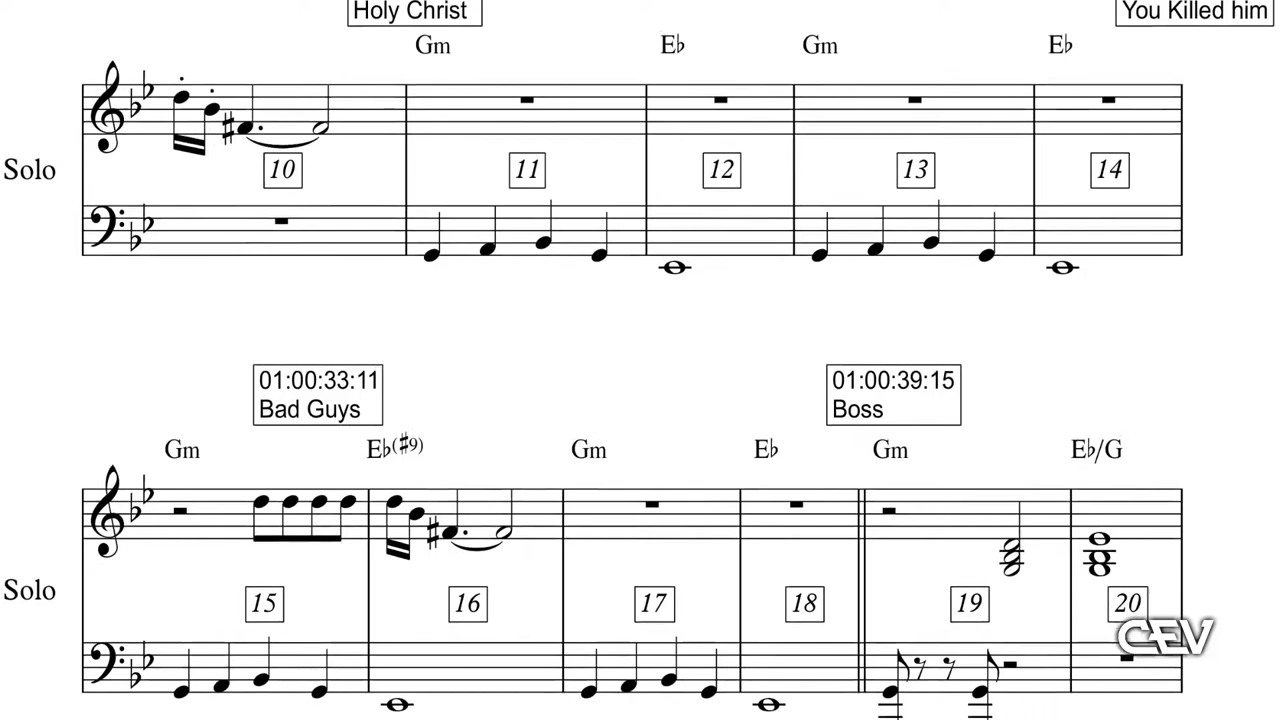 Holy Christ
You Killed him
Gm E♭ Gm E♭
Solo
10 11 12 13 14
01:00:33:11
Bad Guys
01:00:39:15
Boss
Gm E♭(♯9) Gm E♭ Gm E♭/G
Solo
15 16 17 18 19 20
CEV